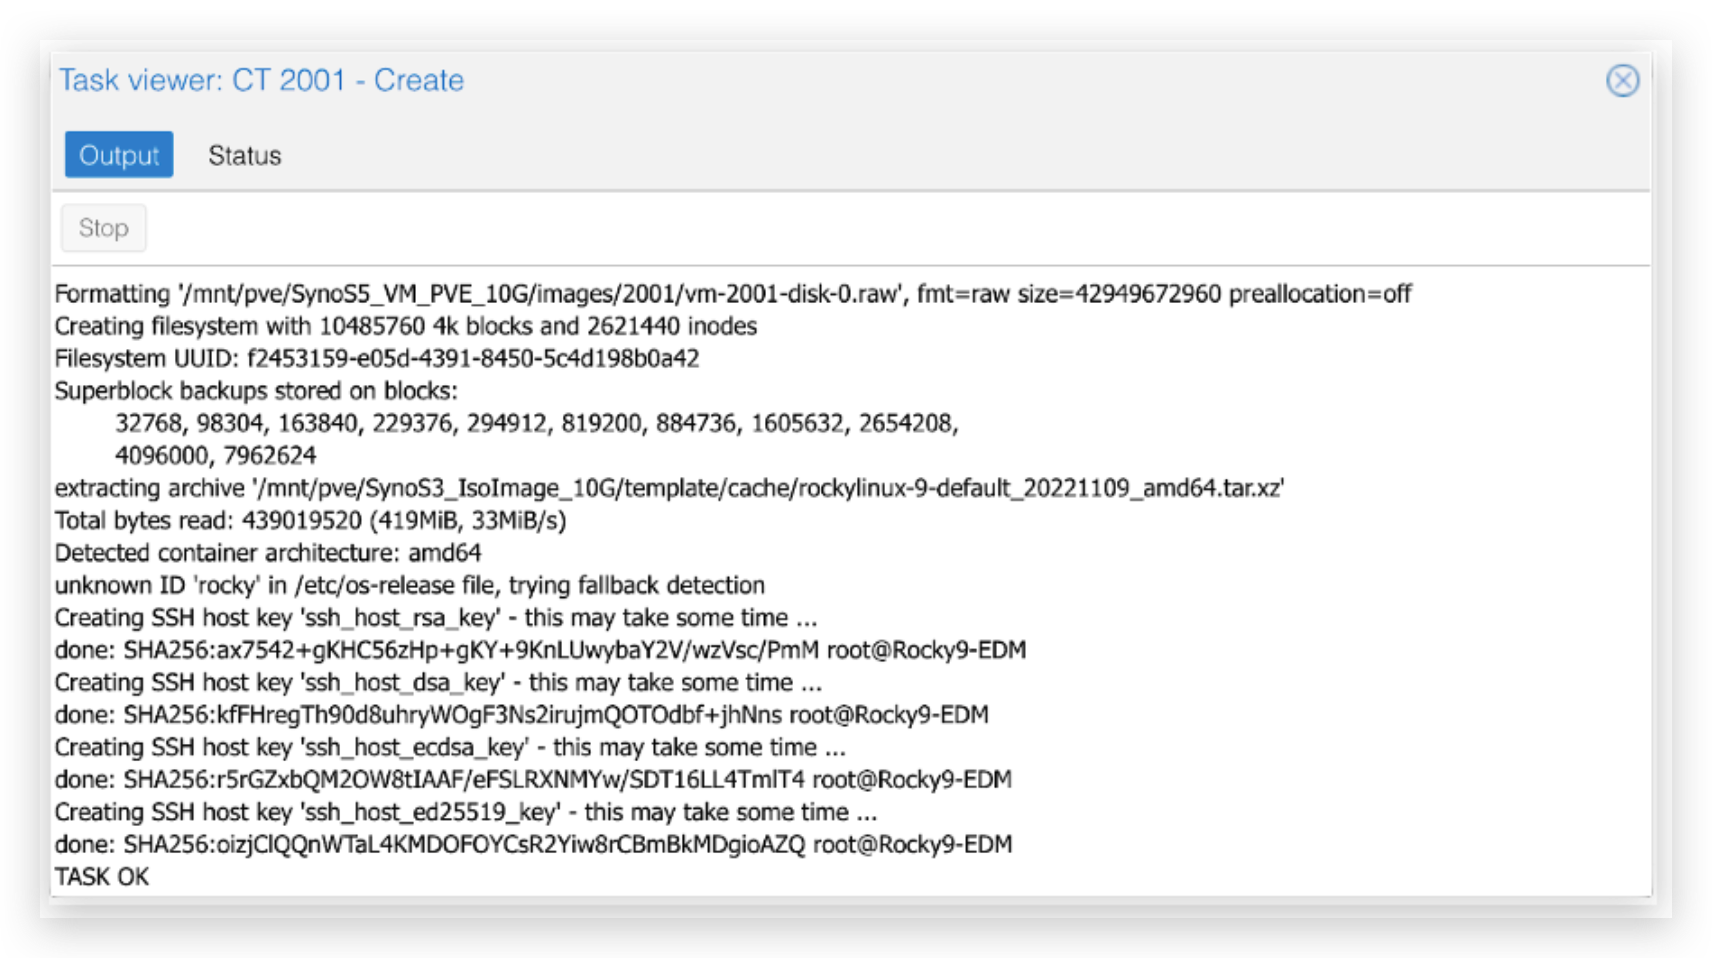 Task viewer: CT 2001 - Create
Output Status
Stop
Formatting '/mnt/pve/SynoS5_VM_PVE_10G/images/2001/vm-2001-disk-0.raw', fmt=raw size=42949672960 preallocation=off
Creating filesystem with 10485760 4k blocks and 2621440 inodes
Filesystem UUID: f2453159-e05d-4391-8450-5c4d198b0a42
Superblock backups stored on blocks:
32768, 98304, 163840, 229376, 294912, 819200, 884736, 1605632, 2654208,
4096000, 7962624
extracting archive '/mnt/pve/SynoS3_IsoImage_10G/template/cache/rockylinux-9-default_20221109_amd64.tar.xz'
Total bytes read: 439019520 (419MiB, 33MiB/s)
Detected container architecture: amd64
unknown ID 'rocky' in /etc/os-release file, trying fallback detection
Creating SSH host key 'ssh_host_rsa_key' - this may take some time ...
done: SHA256:ax7542+gKHC56zHp+gKY+9KnLUwybaY2V/wzVsc/PmM root@Rocky9-EDM
Creating SSH host key 'ssh_host_dsa_key' - this may take some time ...
done: SHA256:kfFHregTh90d8uhryWOgF3Ns2irujmQOTOdbf+jhNns root@Rocky9-EDM
Creating SSH host key 'ssh_host_ecdsa_key' - this may take some time ...
done: SHA256:r5rGZxbQM2OW8tIAAF/eFSLRXNMYw/SDT16LL4TmlT4 root@Rocky9-EDM
Creating SSH host key 'ssh_host_ed25519_key' - this may take some time ...
done: SHA256:oizjClQQnWTaL4KMDOFOYCsR2Yiw8rCBmBkMDgioAZQ root@Rocky9-EDM
TASK OK